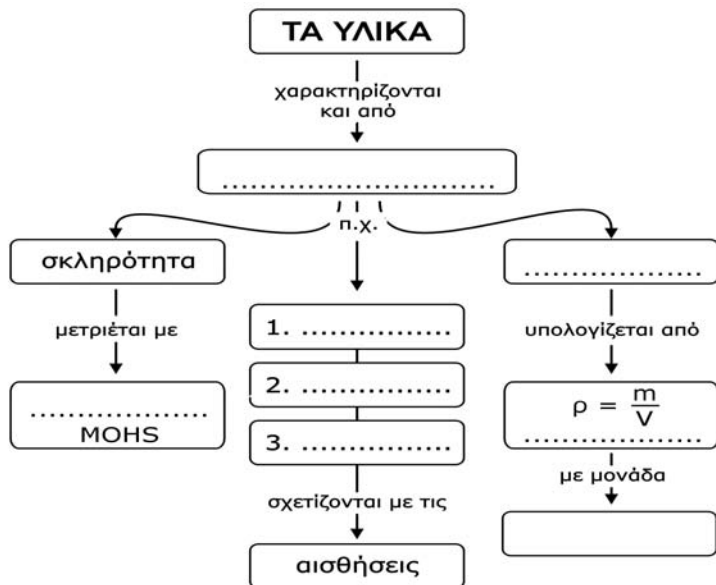 ΤΑ ΥΛΙΚΑ
χαρακτηρίζονται
και από
..............................
π.χ.
σκληρότητα
...................
μετριέται με
1. ................
2. ................
3. ................
υπολογίζεται από
...................
MOHS
ρ = m/V
...................
σχετίζονται με τις
με μονάδα
αισθήσεις